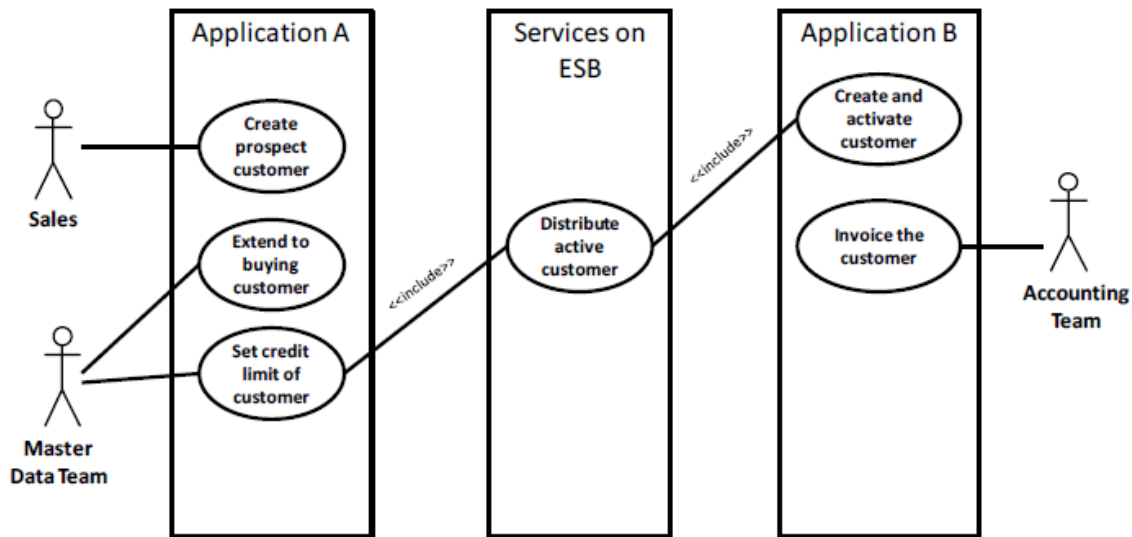 Application A
Services on
ESB
Application B
Create
prospect
customer
Sales
Extend to
buying
customer
Set credit
limit of
customer
Master
Data Team
<<include>>
Distribute
active
customer
<<include>>
Create and
activate
customer
Invoice the
customer
Accounting
Team